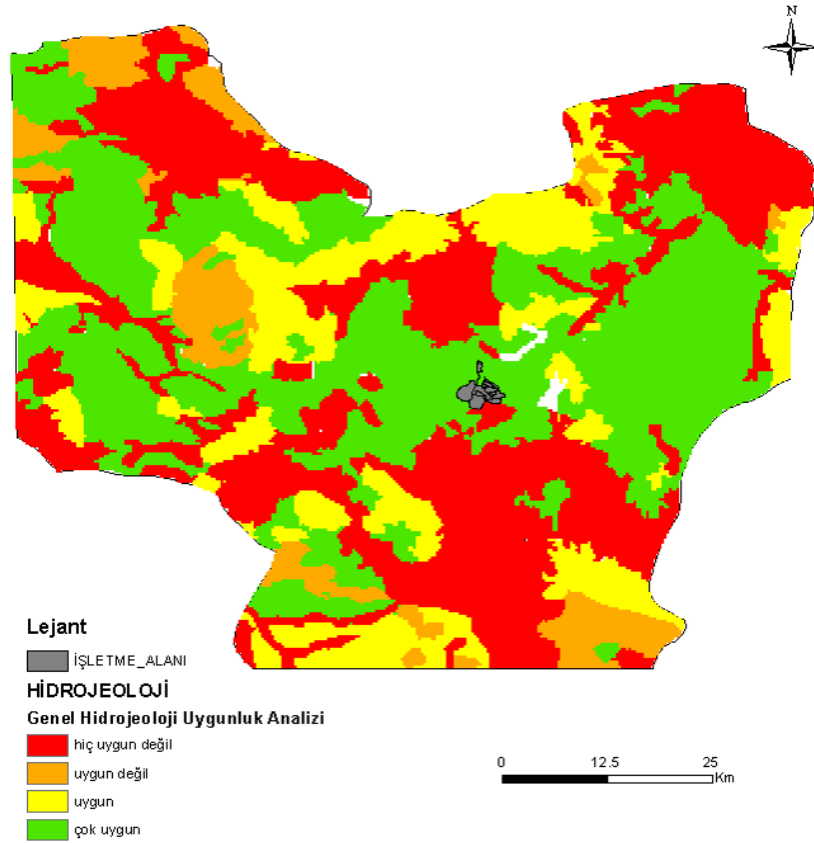 N
Lejant
İŞLETME_ALANI
HİDROJEOLOJİ
Genel Hidrojeoloji Uygunluk Analizi
hiç uygun değil
uygun değil
uygun
çok uygun
0 12.5 25
Km